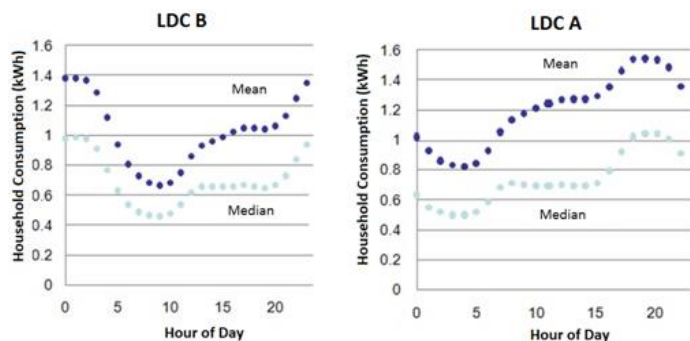 LDC B
Household Consumption (kWh)
1.6
1.4
1.2
1
0.8
0.6
0.4
0.2
0
Mean
Median
0 5 10 15 20
Hour of Day
LDC A
Household Consumption (kWh)
1.6
1.4
1.2
1
0.8
0.6
0.4
0.2
0
Mean
Median
0 5 10 15 20
Hour of Day